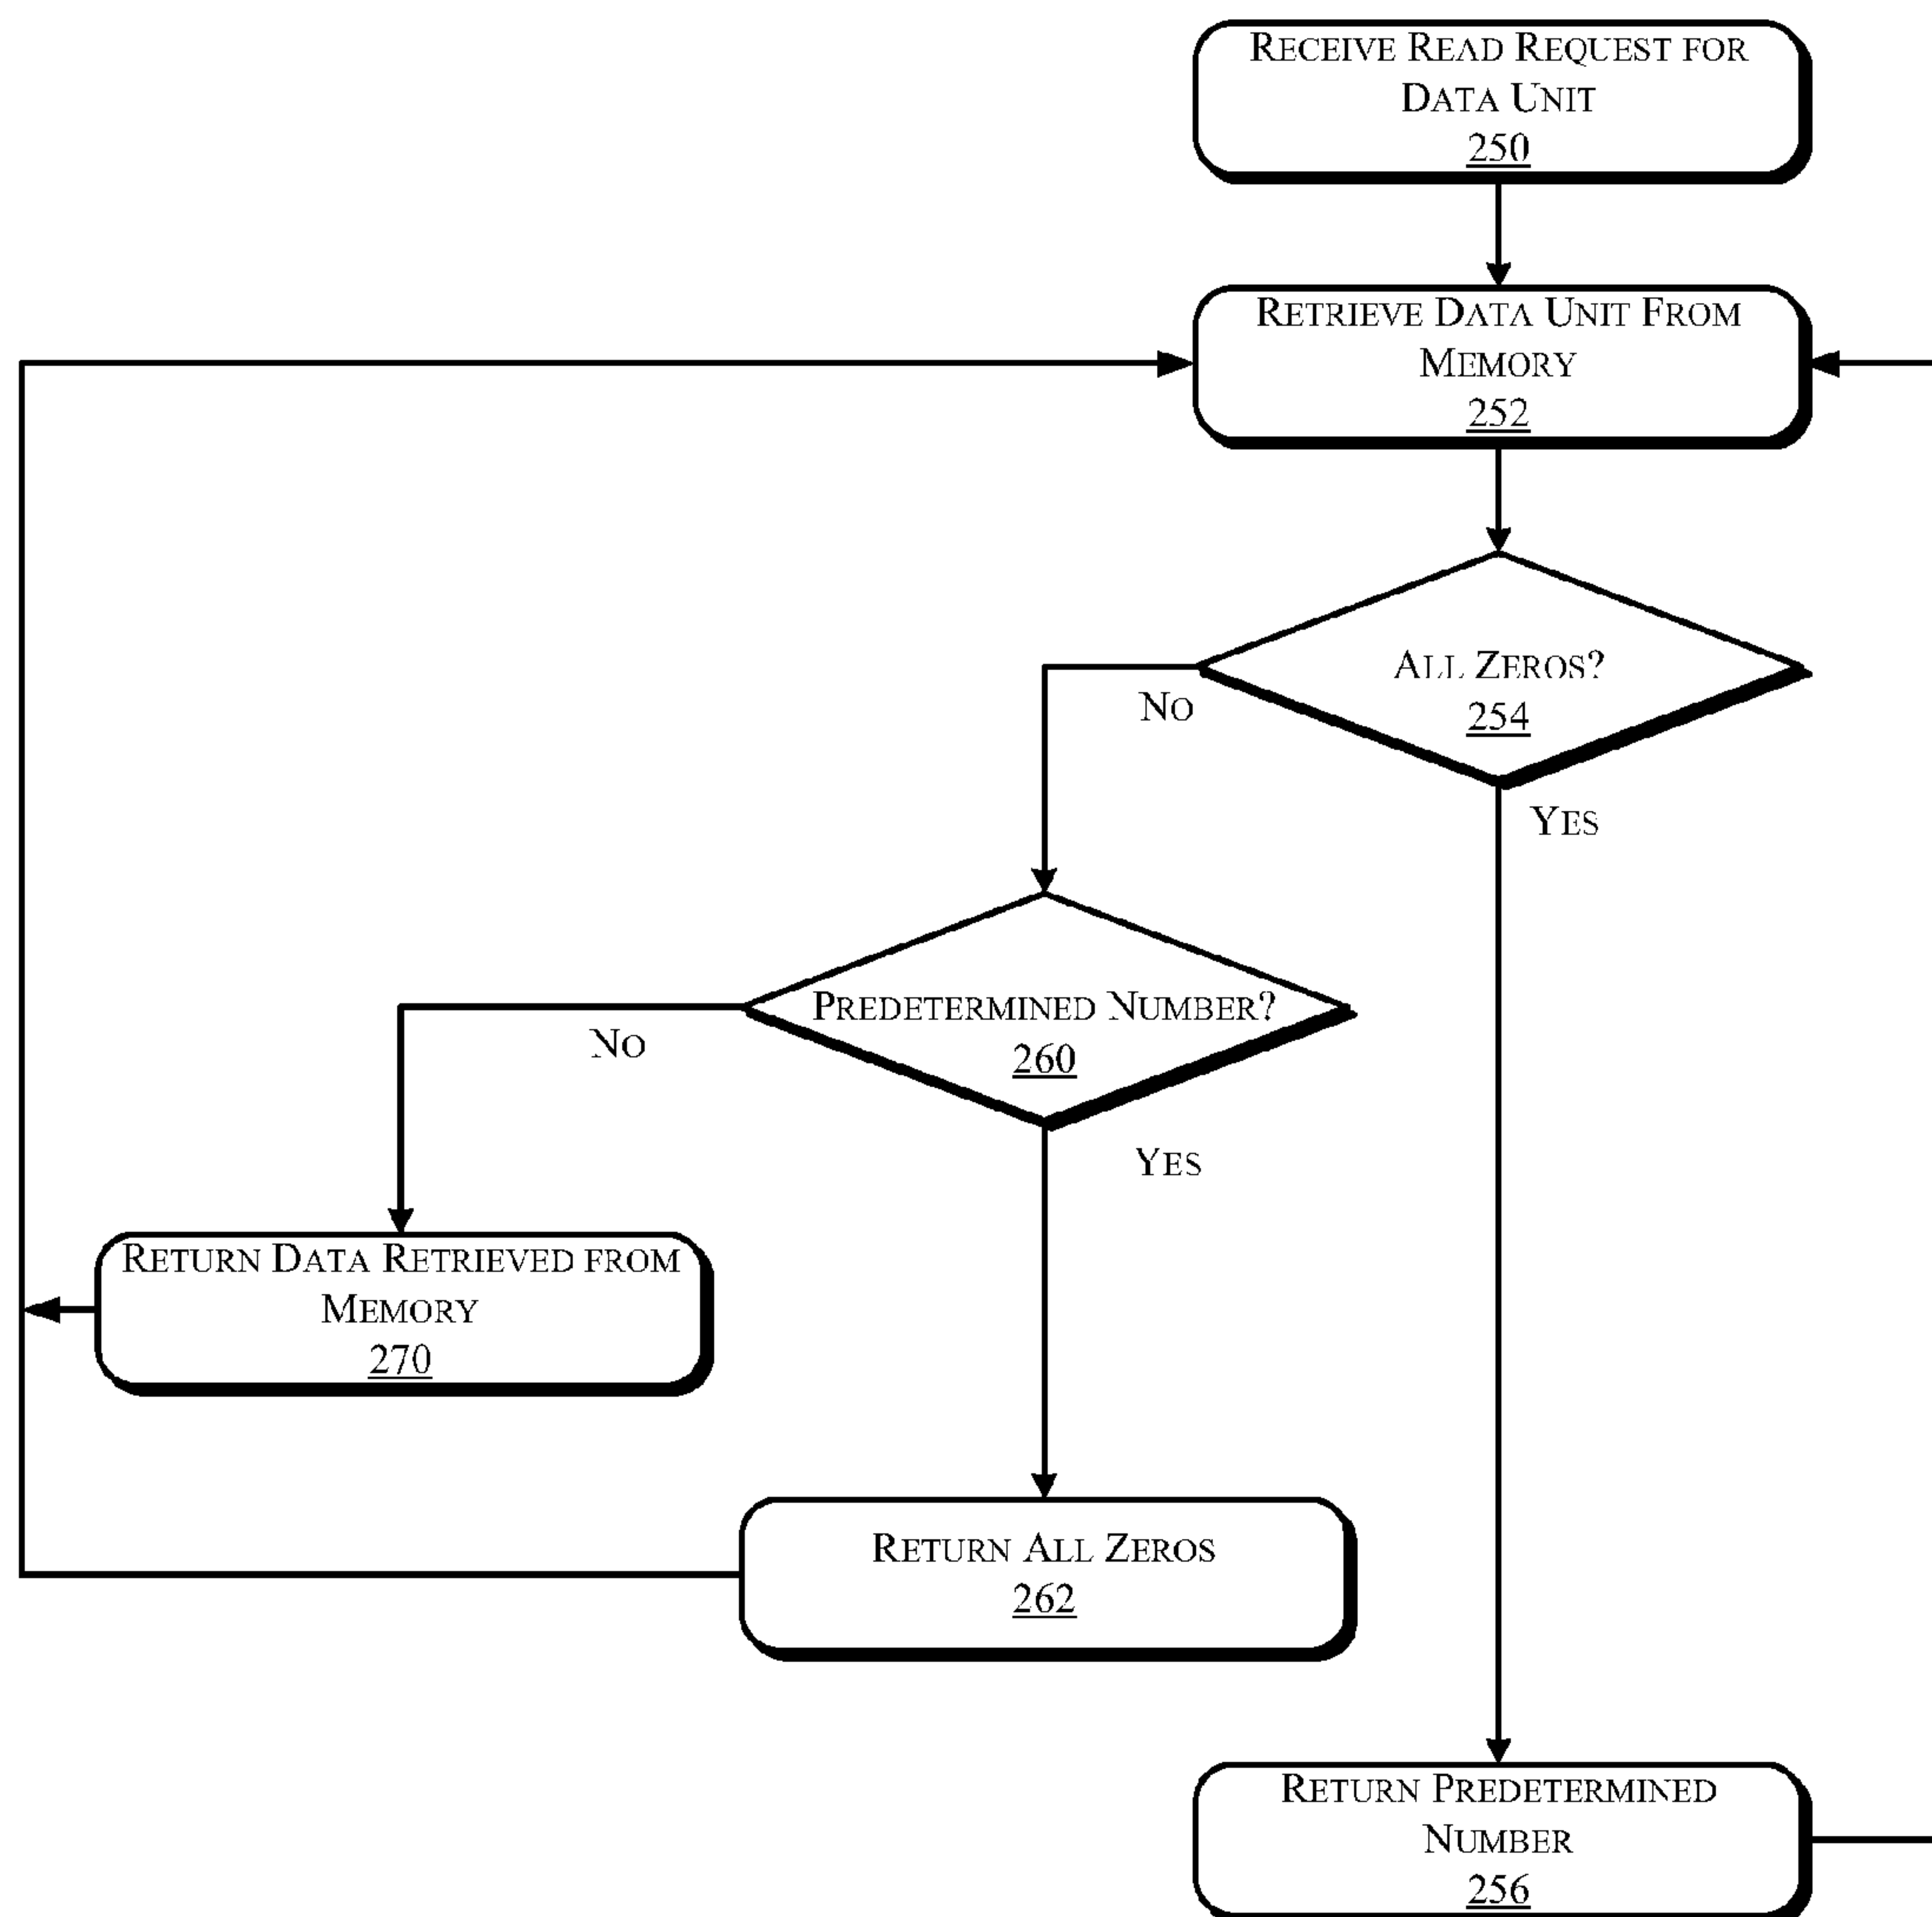 RECEIVE READ REQUEST FOR
DATA UNIT
250
RETRIEVE DATA UNIT FROM
MEMORY
252
ALL ZEROS?
254
NO
YES
PREDETERMINED NUMBER?
260
NO
YES
RETURN DATA RETRIEVED FROM
MEMORY
270
RETURN ALL ZEROS
262
RETURN PREDETERMINED
NUMBER
256